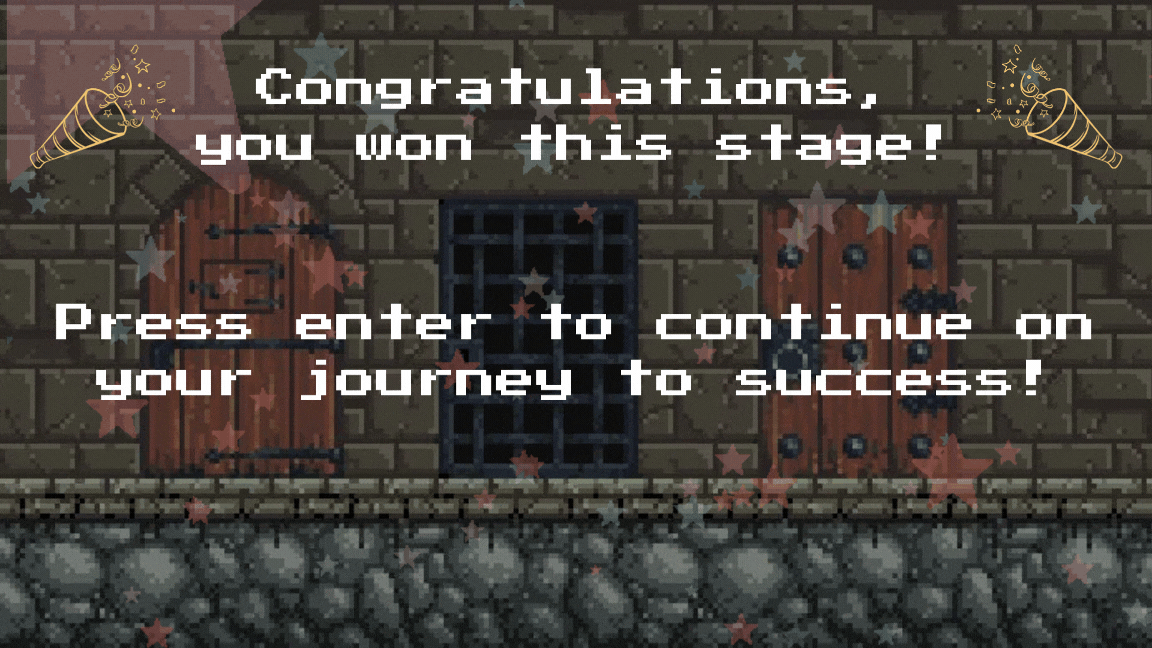 Congratulations,
you won this stage!
Press enter to continue on
your journey to success!